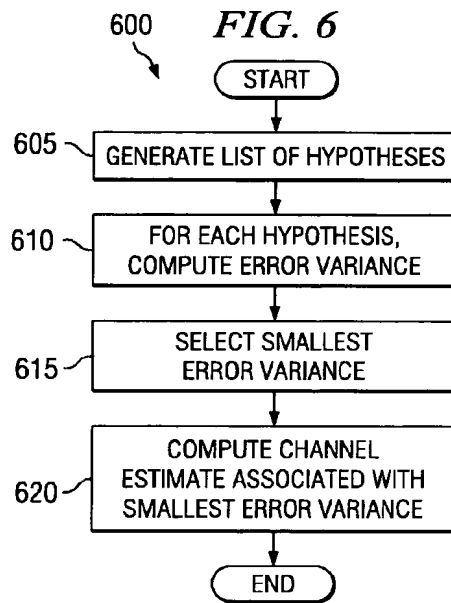 600
FIG. 6
START
605
GENERATE LIST OF HYPOTHESES
610
FOR EACH HYPOTHESIS,
COMPUTE ERROR VARIANCE
615
SELECT SMALLEST
ERROR VARIANCE
620
COMPUTE CHANNEL
ESTIMATE ASSOCIATED WITH
SMALLEST ERROR VARIANCE
END